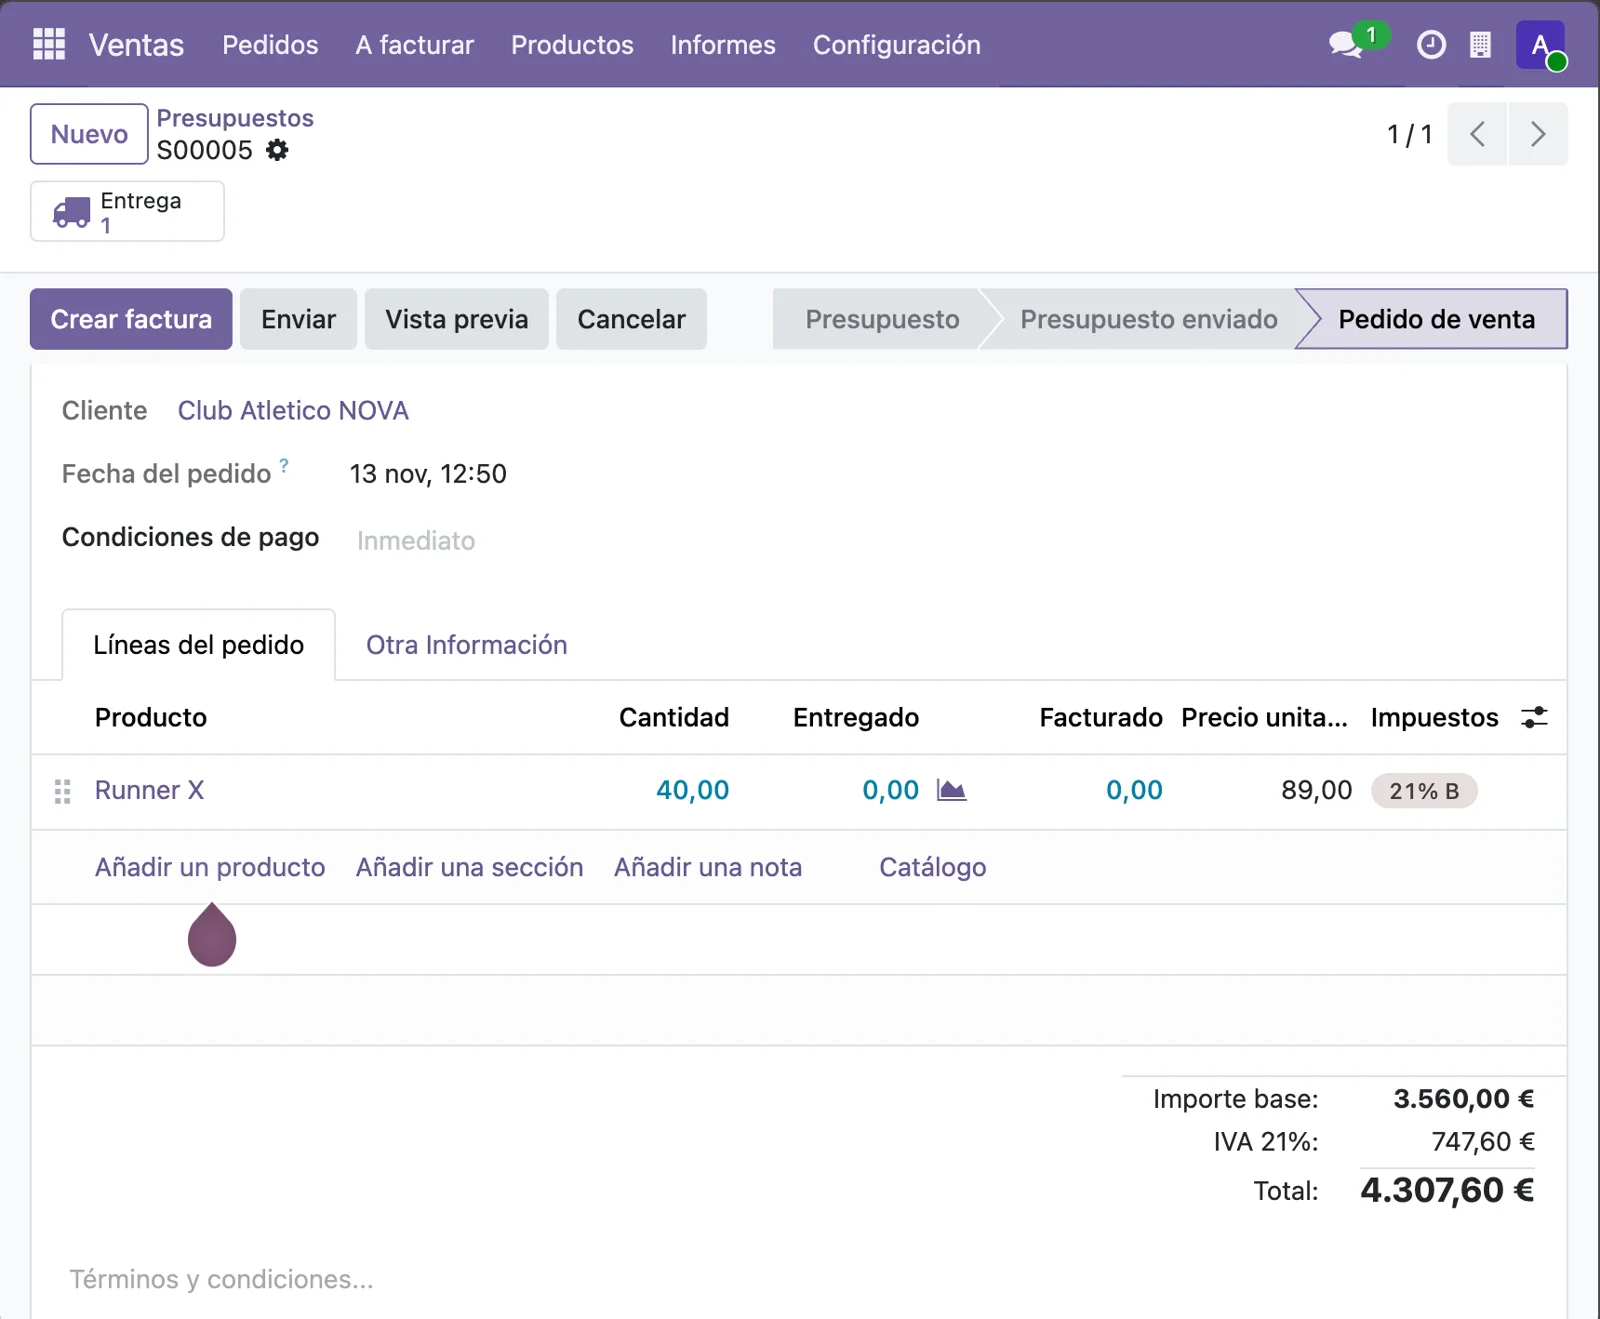 Ventas Pedidos A facturar Productos Informes Configuración 1 A
Nuevo Presupuestos
S00005
1 / 1
Entrega
1
Crear factura Enviar Vista previa Cancelar Presupuesto Presupuesto enviado Pedido de venta
Cliente Club Atletico NOVA
Fecha del pedido ? 13 nov, 12:50
Condiciones de pago Inmediato
Líneas del pedido Otra Información
Producto Cantidad Entregado Facturado Precio unita... Impuestos
Runner X 40,00 0,00 0,00 89,00 21% B
Añadir un producto Añadir una sección Añadir una nota Catálogo
Importe base: 3.560,00 €
IVA 21%: 747,60 €
Total: 4.307,60 €
Términos y condiciones...